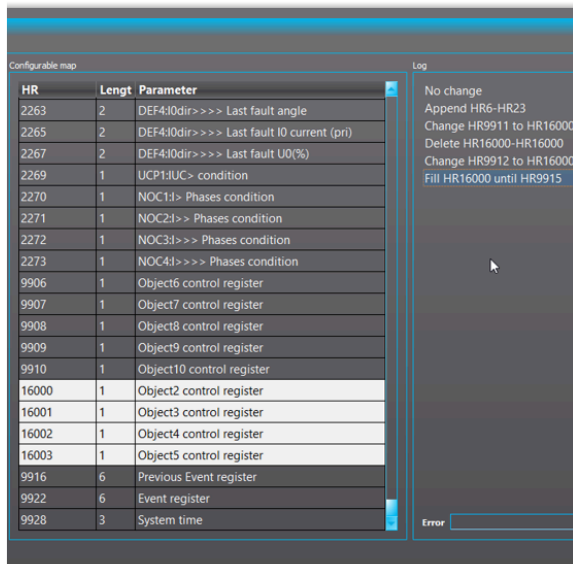 Configurable map
HR Lengt Parameter
2263 2 DEF4:I0dir>>>> Last fault angle
2265 2 DEF4:I0dir>>>> Last fault I0 current (pri)
2267 2 DEF4:I0dir>>>> Last fault U0(%)
2269 1 UCP1:IUC> condition
2270 1 NOC1:I> Phases condition
2271 1 NOC2:I>> Phases condition
2272 1 NOC3:I>>> Phases condition
2273 1 NOC4:I>>>> Phases condition
9906 1 Object6 control register
9907 1 Object7 control register
9908 1 Object8 control register
9909 1 Object9 control register
9910 1 Object10 control register
16000 1 Object2 control register
16001 1 Object3 control register
16002 1 Object4 control register
16003 1 Object5 control register
9916 6 Previous Event register
9922 6 Event register
9928 3 System time
Log
No change
Append HR6-HR23
Change HR9911 to HR16000
Delete HR16000-HR16000
Change HR9912 to HR16000
Fill HR16000 until HR9915
Error